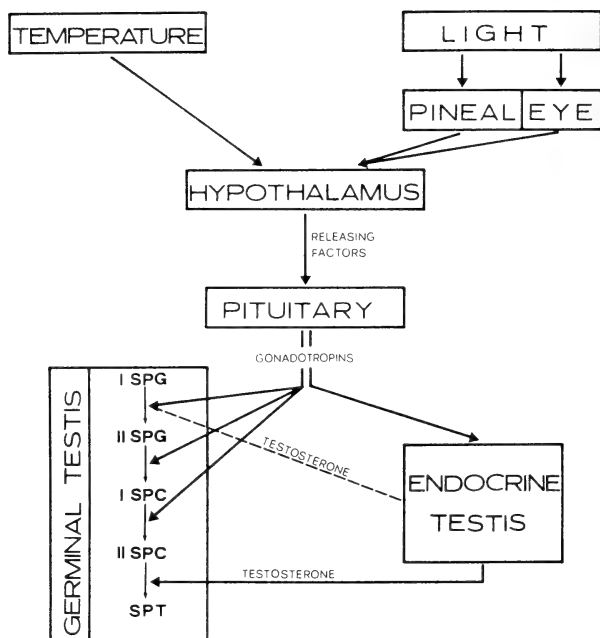 TEMPERATURE
LIGHT
PINEAL EYE
HYPOTHALAMUS
RELEASING
FACTORS
PITUITARY
GONADOTROPINS
GERMINAL TESTIS
I SPG
II SPG
I SPC
II SPC
SPT
TESTOSTERONE
ENDOCRINE
TESTIS
TESTOSTERONE